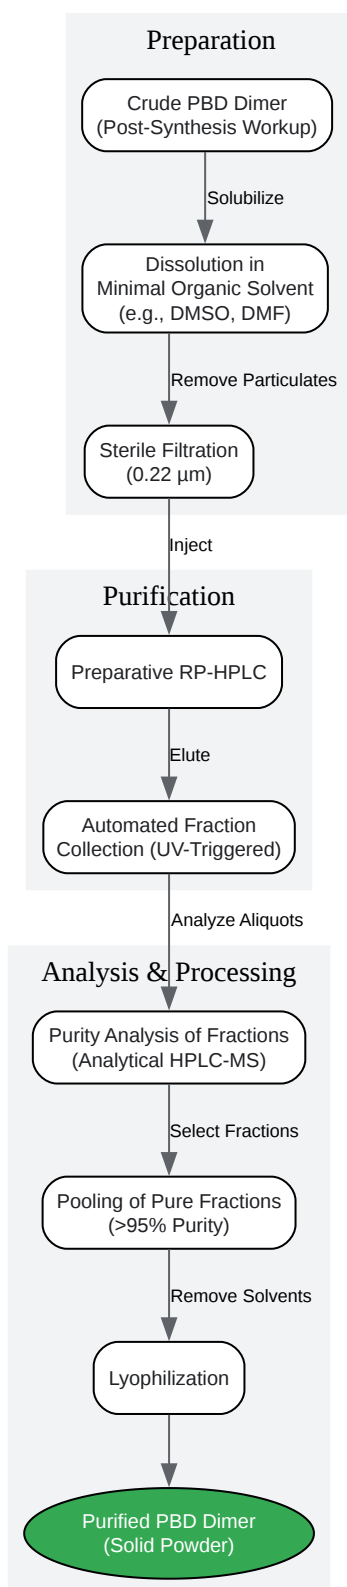 Preparation
Crude PBD Dimer
(Post-Synthesis Workup)
Solubilize
Dissolution in
Minimal Organic Solvent
(e.g., DMSO, DMF)
Remove Particulates
Sterile Filtration
(0.22 µm)
Inject
Purification
Preparative RP-HPLC
Elute
Automated Fraction
Collection (UV-Triggered)
Analyze Aliquots
Analysis & Processing
Purity Analysis of Fractions
(Analytical HPLC-MS)
Select Fractions
Pooling of Pure Fractions
(>95% Purity)
Remove Solvents
Lyophilization
Purified PBD Dimer
(Solid Powder)